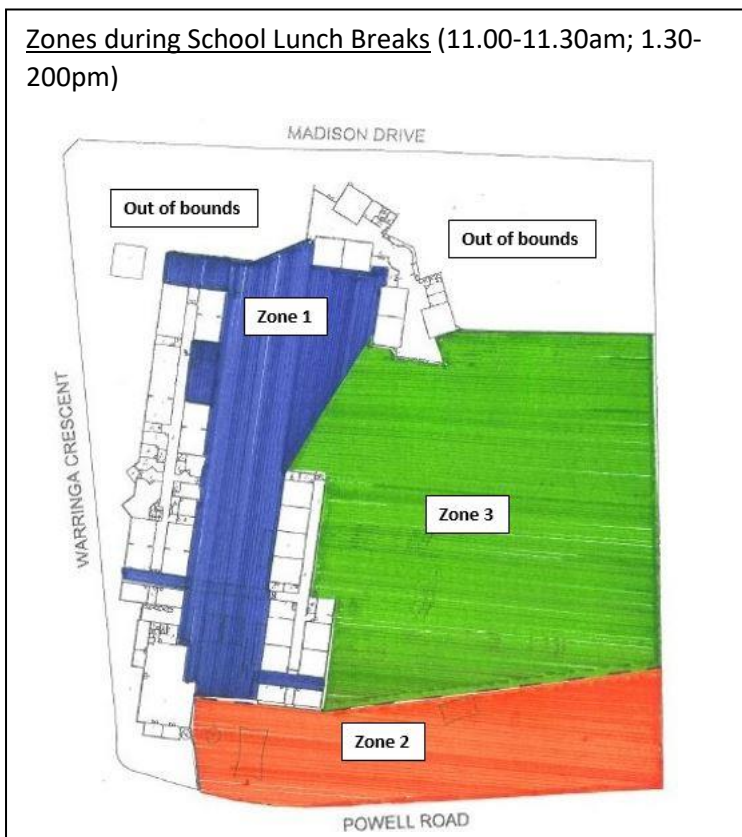 Zones during School Lunch Breaks (11.00-11.30am; 1.30-
200pm)
MADISON DRIVE
Out of bounds
Out of bounds
Zone 1
WARRINGA CRESCENT
Zone 3
Zone 2
POWELL ROAD